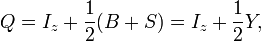 Q = I_z + \frac{1}{2}(B + S) = I_z + \frac{1}{2}Y,